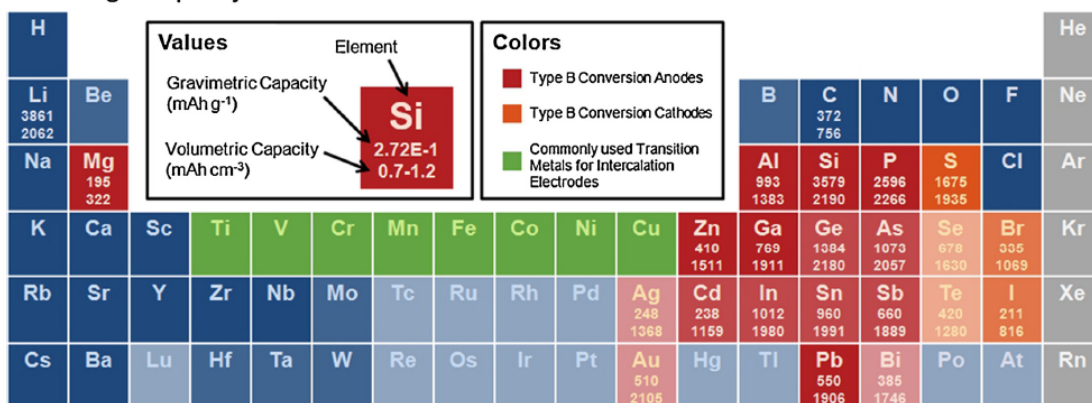 H He
Values Element Colors
Gravimetric Capacity
(mAh g-1)
Si
2.72E-1
0.7-1.2
Volumetric Capacity
(mAh cm-3)
Type B Conversion Anodes
Type B Conversion Cathodes
Commonly used Transition
Metals for Intercalation
Electrodes
Li Be B C N O F Ne
3861 372
2062 756
Na Mg Al Si P S Cl Ar
195 993 3579 2596 1675
322 1383 2190 2266 1935
K Ca Sc Ti V Cr Mn Fe Co Ni Cu Zn Ga Ge As Se Br Kr
410 769 1384 1073 678 335
1511 1911 2180 2057 1630 1069
Rb Sr Y Zr Nb Mo Tc Ru Rh Pd Ag Cd In Sn Sb Te I Xe
248 238 1012 960 660 420 211
1368 1159 1980 1991 1889 1280 816
Cs Ba Lu Hf Ta W Re Os Ir Pt Au Hg Tl Pb Bi Po At Rn
510 550 385
2105 1906 1746